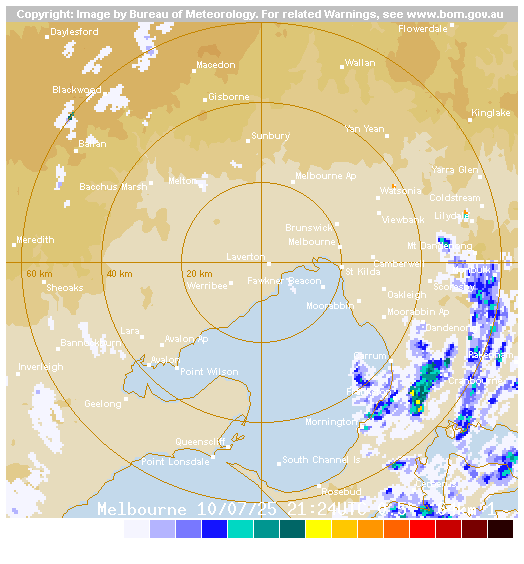 Copyright: Image by Bureau of Meteorology. For related Warnings, see www.bom.gov.au
Daylesford
Flowerdale
Macedon
Wallan
Blackwood
Gisborne
Kinglake
Yan Yean
Sunbury
Ballan
Yarra Glen
Melbourne Ap
Bacchus Marsh
Melton
Watsonia
Coldstream
Viewbank
Lilydale
Brunswick
Meredith
Melbourne
Mt Dandenong
Laverton
Camberwell
60 km
40 km
20 km
St Kilda
Sheoaks
Werribee
Fawkner Beacon
Oakleigh
Moorabbin
Moorabbin Ap
Lara
Dandenong
Avalon Ap
Bannockburn
Avalon
Carrum
Pakenham
Inverleigh
Point Wilson
Cranbourne
Geelong
Mornington
Queenscliff
Point Lonsdale
South Channel Is
Rosebud
Melbourne 10/07/25 21:24UTC